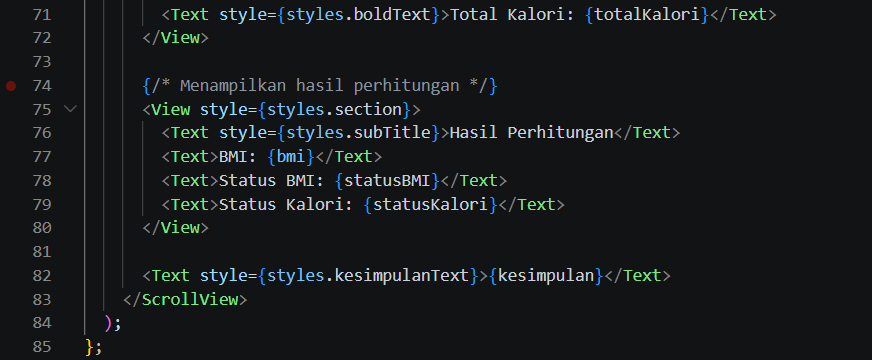 71 <Text style={styles.boldText}>Total Kalori: {totalKalori}</Text>
72 </View>
73
74 {/* Menampilkan hasil perhitungan */}
75 <View style={styles.section}>
76 <Text style={styles.subTitle}>Hasil Perhitungan</Text>
77 <Text>BMI: {bmi}</Text>
78 <Text>Status BMI: {statusBMI}</Text>
79 <Text>Status Kalori: {statusKalori}</Text>
80 </View>
81
82 <Text style={styles.kesimpulanText}>{kesimpulan}</Text>
83 </ScrollView>
84 );
85 };